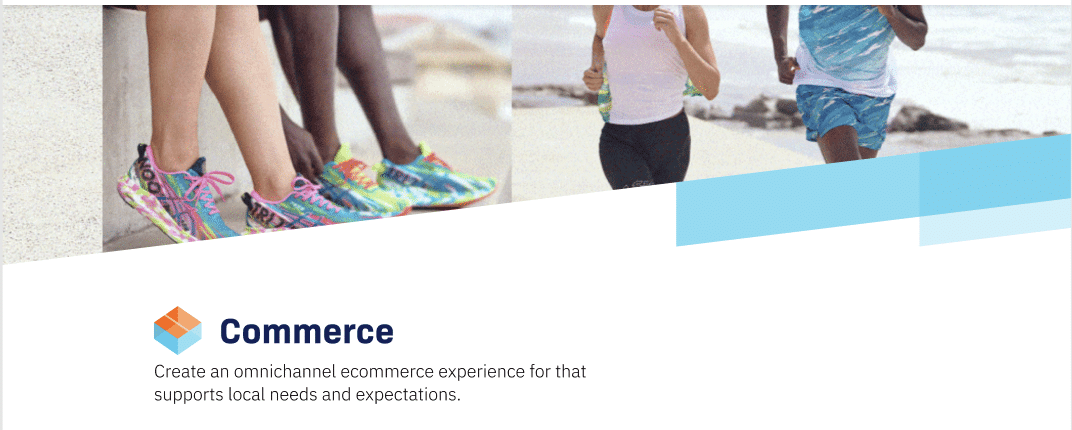 Commerce
Create an omnichannel ecommerce experience for that
supports local needs and expectations.